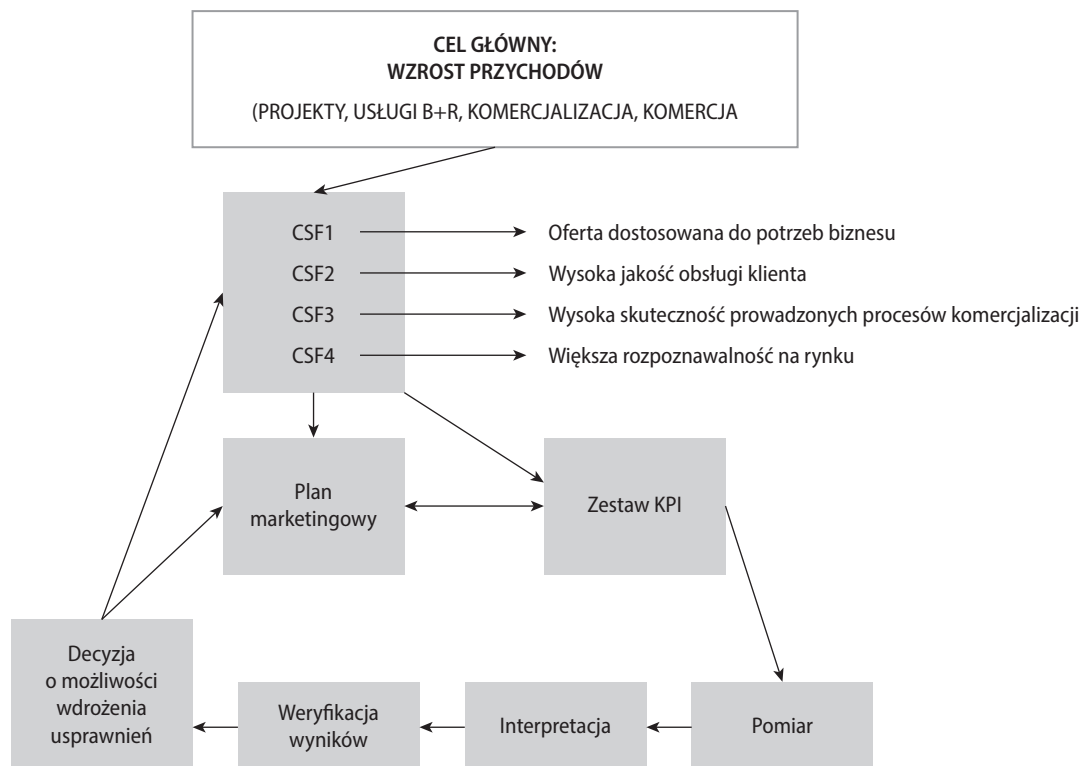 CEL GŁÓWNY:
WZROST PRZYCHODÓW
(PROJEKTY, USŁUGI B+R, KOMERCJALIZACJA, KOMERCJA
CSF1
Oferta dostosowana do potrzeb biznesu
CSF2
Wysoka jakość obsługi klienta
CSF3
Wysoka skuteczność prowadzonych procesów komercjalizacji
CSF4
Większa rozpoznawalność na rynku
Plan
marketingowy
Zestaw KPI
Decyzja
o możliwości
wdrożenia
usprawnień
Weryfikacja
wyników
Interpretacja
Pomiar